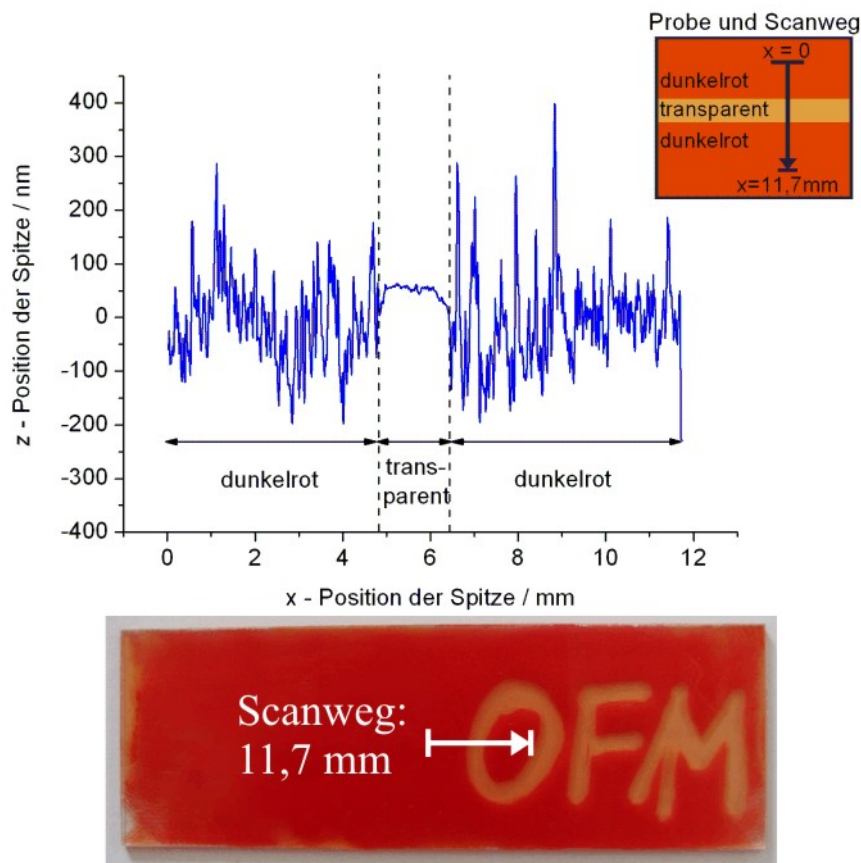 Probe und Scanweg
x = 0
dunkelrot
transparent
dunkelrot
x=11,7mm
400
300
200
100
0
-100
-200
-300
-400
z - Position der Spitze / nm
dunkelrot
trans-
parent
dunkelrot
0 2 4 6 8 10 12
x - Position der Spitze / mm
Scanweg:
11,7 mm
OFM